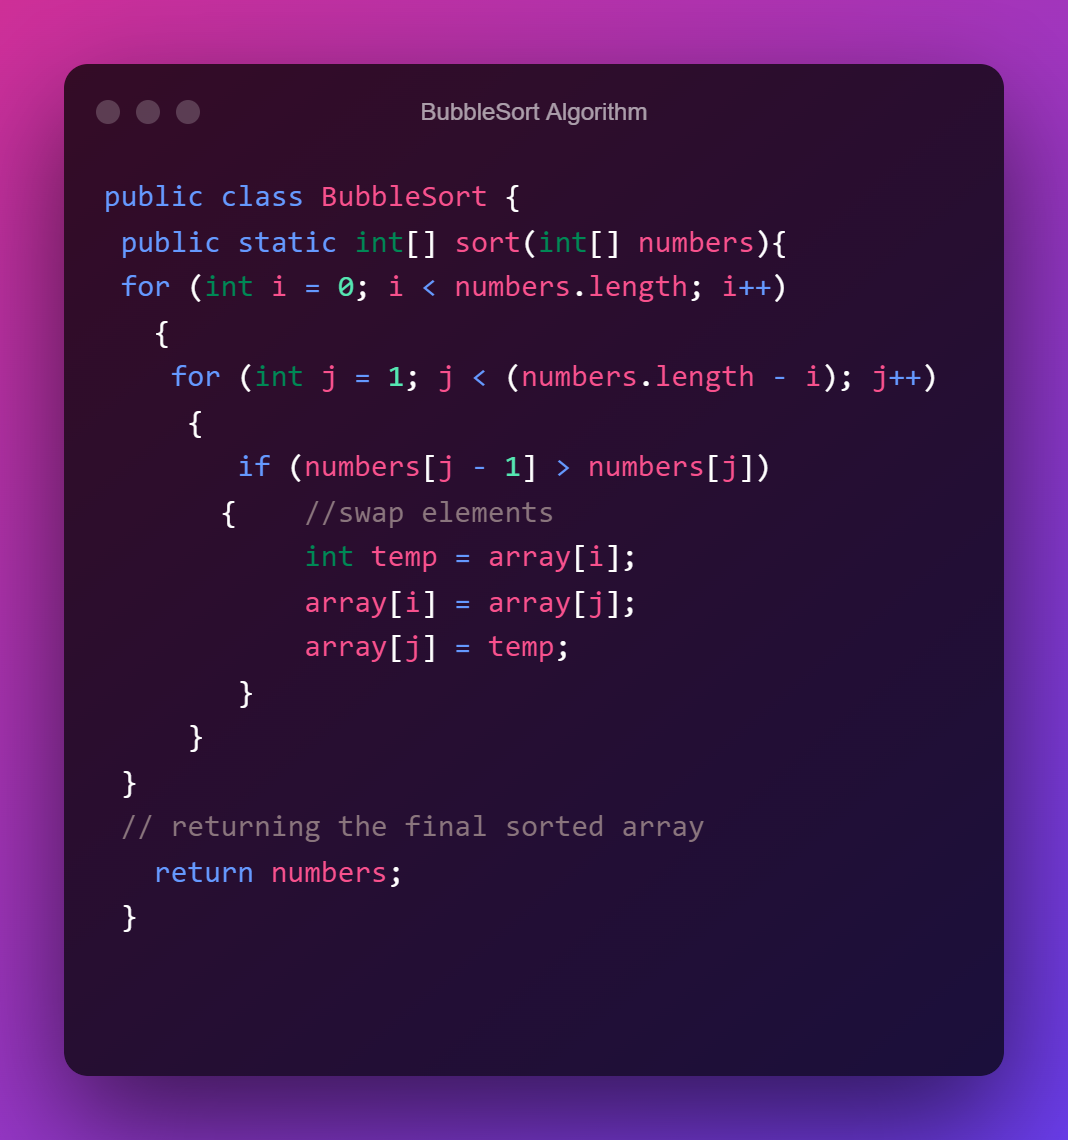 BubbleSort Algorithm
public class BubbleSort {
 public static int[] sort(int[] numbers){
 for (int i = 0; i < numbers.length; i++)
   {
    for (int j = 1; j < (numbers.length - i); j++)
     {
        if (numbers[j - 1] > numbers[j])
       {    //swap elements
            int temp = array[i];
            array[i] = array[j];
            array[j] = temp;
        }
     }
 }
 // returning the final sorted array
   return numbers;
 }